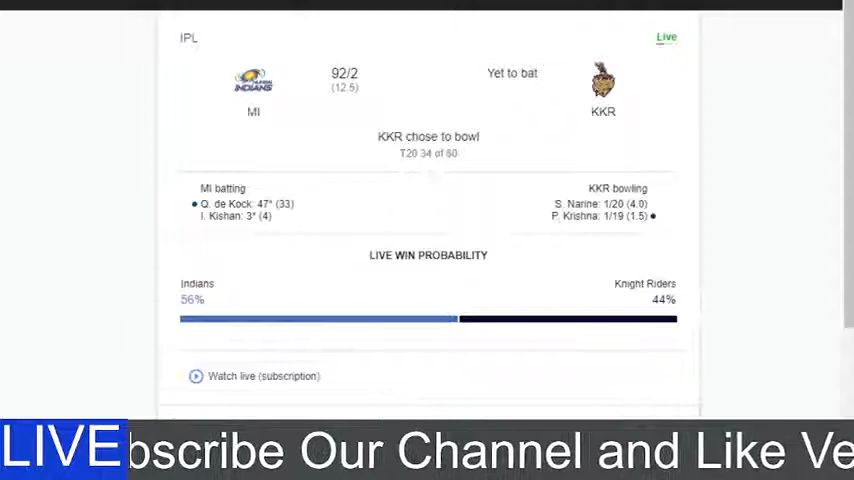 IPL
Live
INDIANS
92/2
(12.5)
Yet to bat
MI
KKR
KKR chose to bowl
T20 34 of 60
MI batting
KKR bowling
Q. de Kock: 47* (33)
S. Narine: 1/20 (4.0)
I. Kishan: 3* (4)
P. Krishna: 1/19 (1.5)
LIVE WIN PROBABILITY
Indians
Knight Riders
56%
44%
Watch live (subscription)
LIVE
bscribe Our Channel and Like Ve